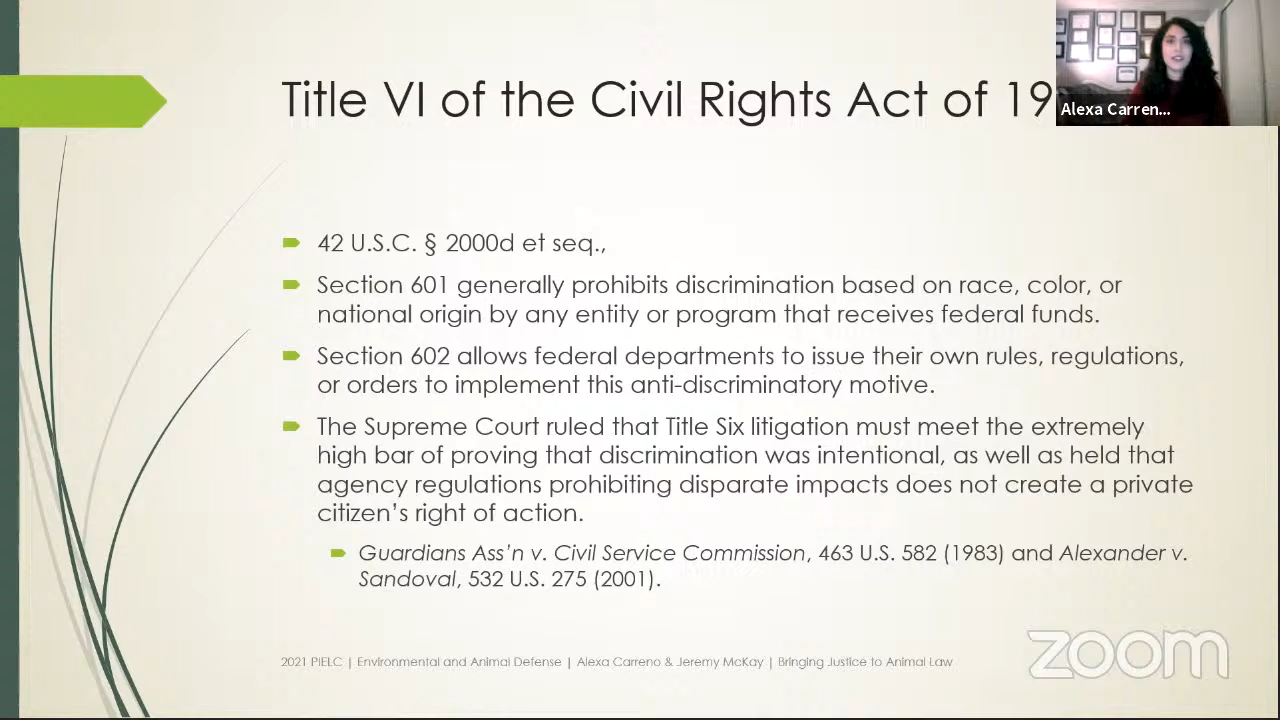 Title VI of the Civil Rights Act of 19
Alexa Carren...
42 U.S.C. § 2000d et seq.,
Section 601 generally prohibits discrimination based on race, color, or
national origin by any entity or program that receives federal funds.
Section 602 allows federal departments to issue their own rules, regulations,
or orders to implement this anti-discriminatory motive.
The Supreme Court ruled that Title Six litigation must meet the extremely
high bar of proving that discrimination was intentional, as well as held that
agency regulations prohibiting disparate impacts does not create a private
citizen’s right of action.
Guardians Ass’n v. Civil Service Commission, 463 U.S. 582 (1983) and Alexander v.
Sandoval, 532 U.S. 275 (2001).
2021 PIELC | Environmental and Animal Defense | Alexa Carreno & Jeremy McKay | Bringing Justice to Animal Law
zoom